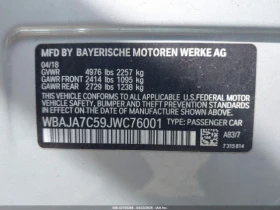 MFD BY BAYERISCHE MOTOREN WERKE AG
04/18
GVWR 4976 lbs 2257 kg
GAWR FRONT 2414 lbs 1095 kg
GAWR REAR 2729 lbs 1238 kg
THIS VEHICLE CONFORMS TO ALL APPLICABLE FEDERAL MOTOR VEHICLE SAFETY, BUMPER AND THEFT PREVENTION STANDARDS IN EFFECT ON THE DATE OF MANUFACTURE SHOWN ABOVE.
WBAJA7C59JWC76001 TYPE: PASSENGER CAR
A83/7
7 315 814